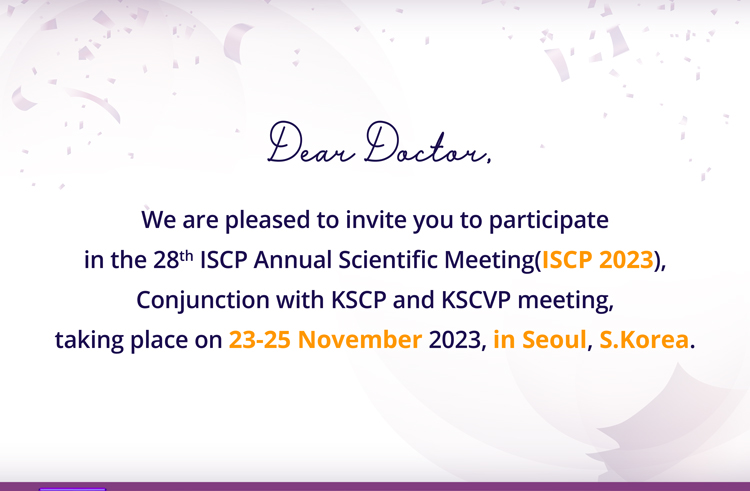 Dear Doctor,
We are pleased to invite you to participate
in the 28th ISCP Annual Scientific Meeting(ISCP 2023),
Conjunction with KSCP and KSCVP meeting,
taking place on 23-25 November 2023, in Seoul, S.Korea.